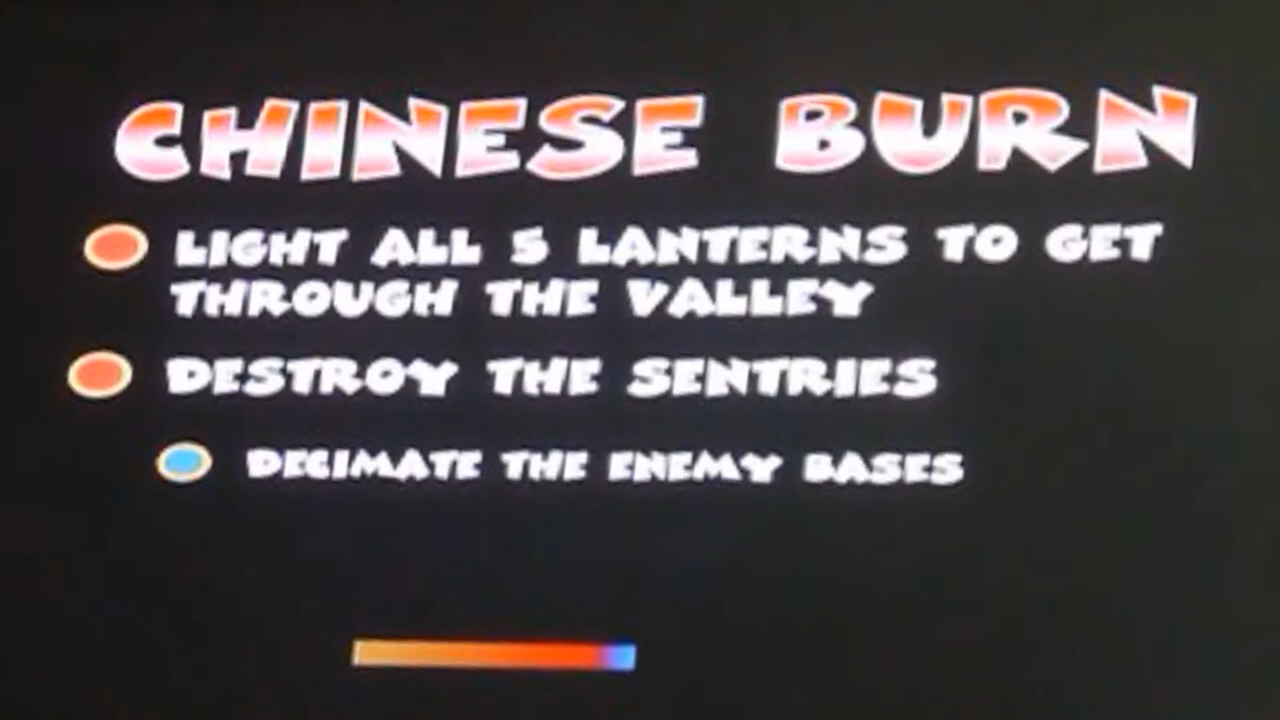 CHINESE BURN
LIGHT ALL 5 LANTERNS TO GET
THROUGH THE VALLEY
DESTROY THE SENTRIES
DECIMATE THE ENEMY BASES